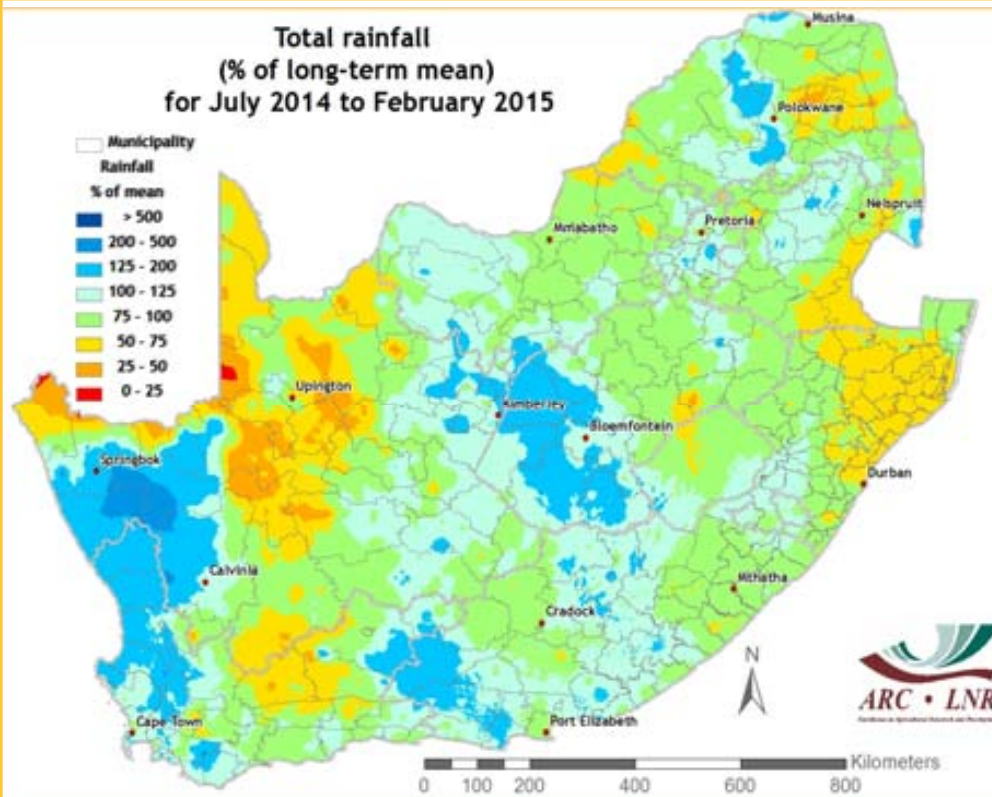 Total rainfall
(% of long-term mean)
for July 2014 to February 2015
Municipality
Rainfall
% of mean
> 500
200 - 500
125 - 200
100 - 125
75 - 100
50 - 75
25 - 50
0 - 25
Musina
Polokwane
Nelspruit
Pretoria
Mmabatho
Upington
Kimberley
Bloemfontein
Springbok
Durban
Calvinia
Mthatha
Cradock
Cape Town
Port Elizabeth
N
ARC • LNR
Kilometers
0 100 200 400 600 800